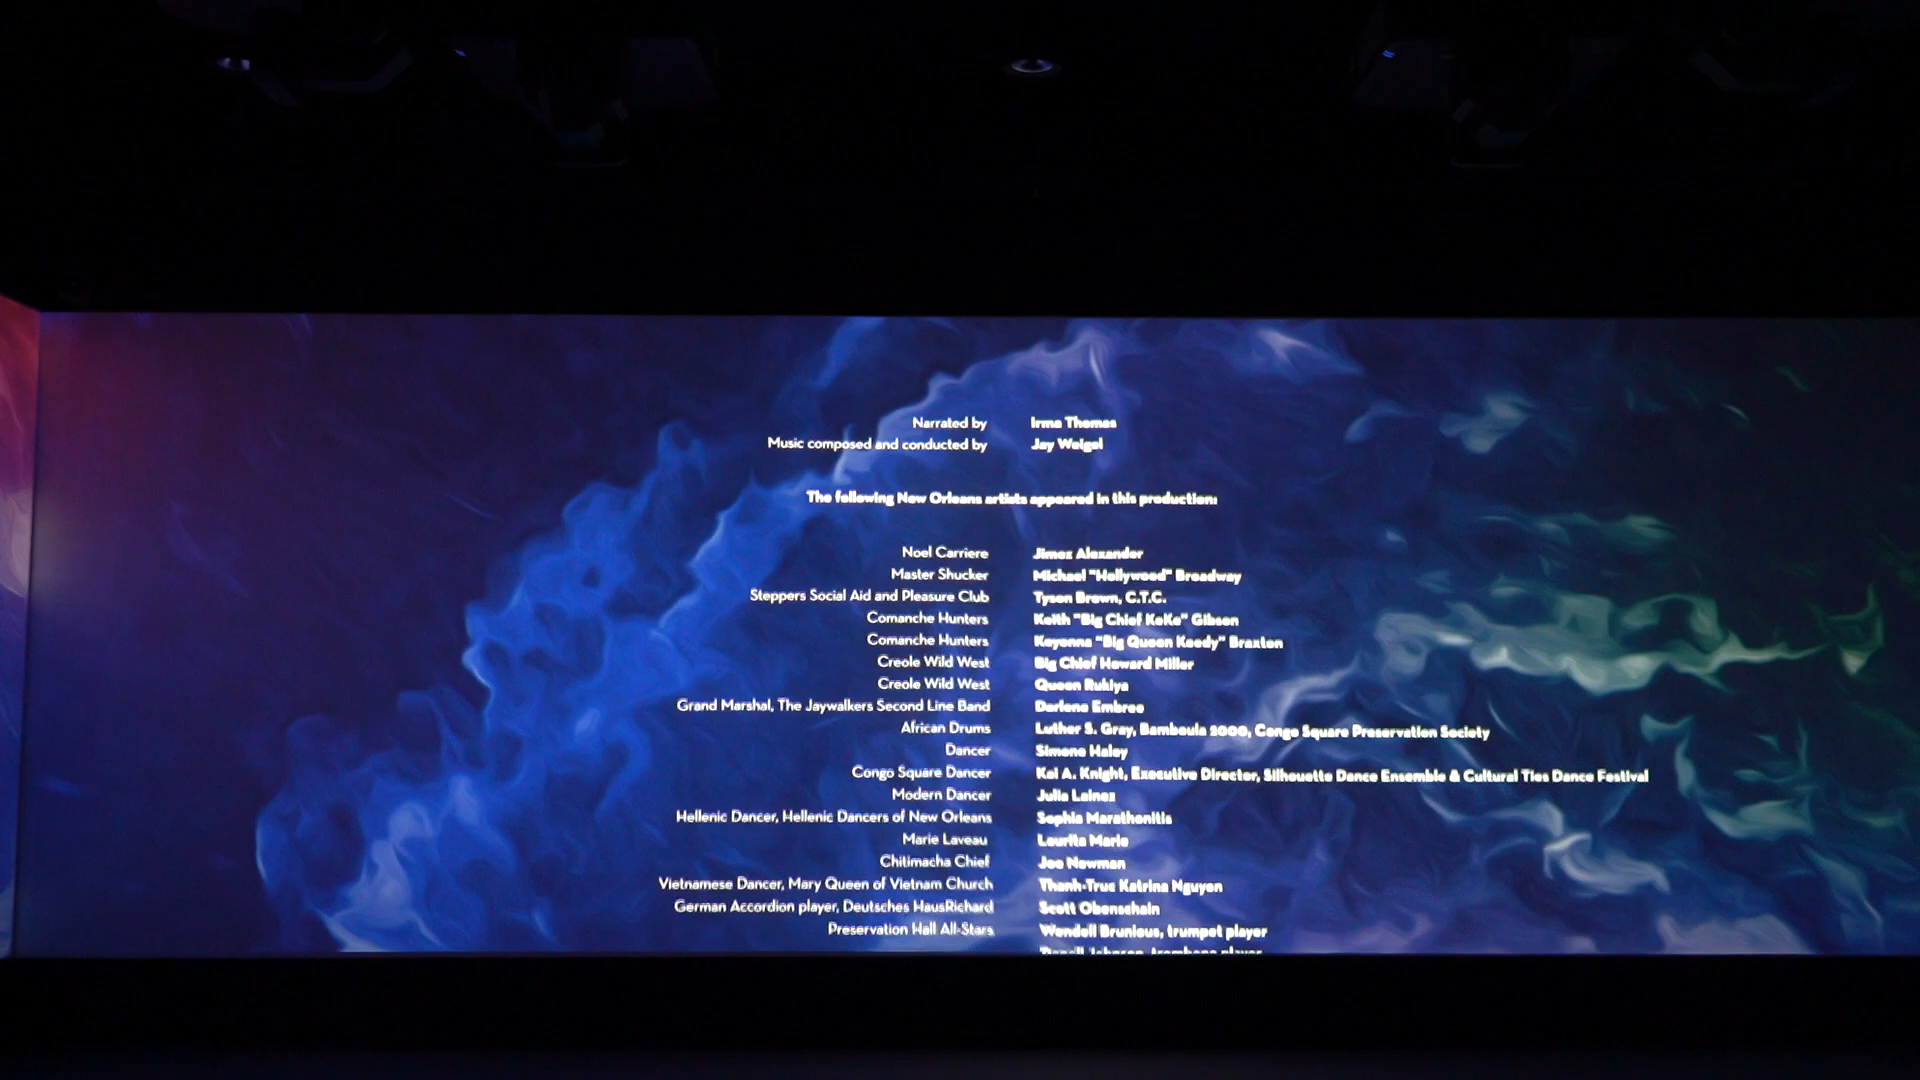 Narrated by Irma Thomas
Music composed and conducted by Jay Weigel
The following New Orleans artists appeared in this production:
Noel Carriere Jimez Alexander
Master Shucker Michael "Hollywood" Broadway
Steppers Social Aid and Pleasure Club Tyson Brown, C.T.C.
Comanche Hunters Keith "Big Chief KeKe" Gibson
Comanche Hunters Keyonna "Big Queen Keedy" Braxton
Creole Wild West Big Chief Howard Miller
Creole Wild West Queen Rukiya
Grand Marshal, The Jaywalkers Second Line Band Darlene Embree
African Drums Luther S. Gray, Bamboula 2000, Congo Square Preservation Society
Dancer Simone Haley
Congo Square Dancer Kai A. Knight, Executive Director, Silhouette Dance Ensemble & Cultural Ties Dance Festival
Modern Dancer Julia Lainez
Hellenic Dancer, Hellenic Dancers of New Orleans Sophia Marathonitis
Marie Laveau Laurita Marie
Chitimacha Chief Joe Newman
Vietnamese Dancer, Mary Queen of Vietnam Church Thanh-Truc Katrina Nguyen
German Accordion player, Deutsches HausRichard Scott Obenschain
Preservation Hall All-Stars Wendell Brunious, trumpet player
Johnson, trombone player